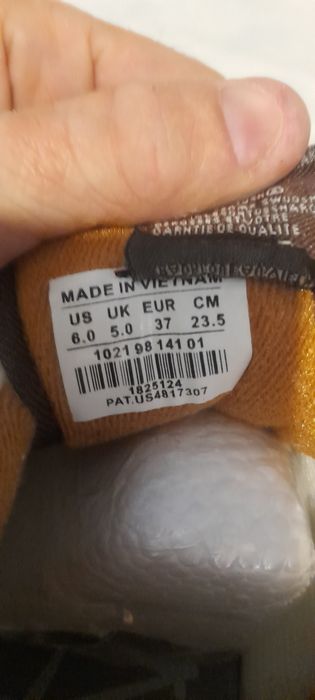 GARANTIE DE QUALITE
MADE IN VIETNAM
US UK EUR CM
6.0 5.0 37 23.5
1021 98 141 01
1825124
PAT.US4817307